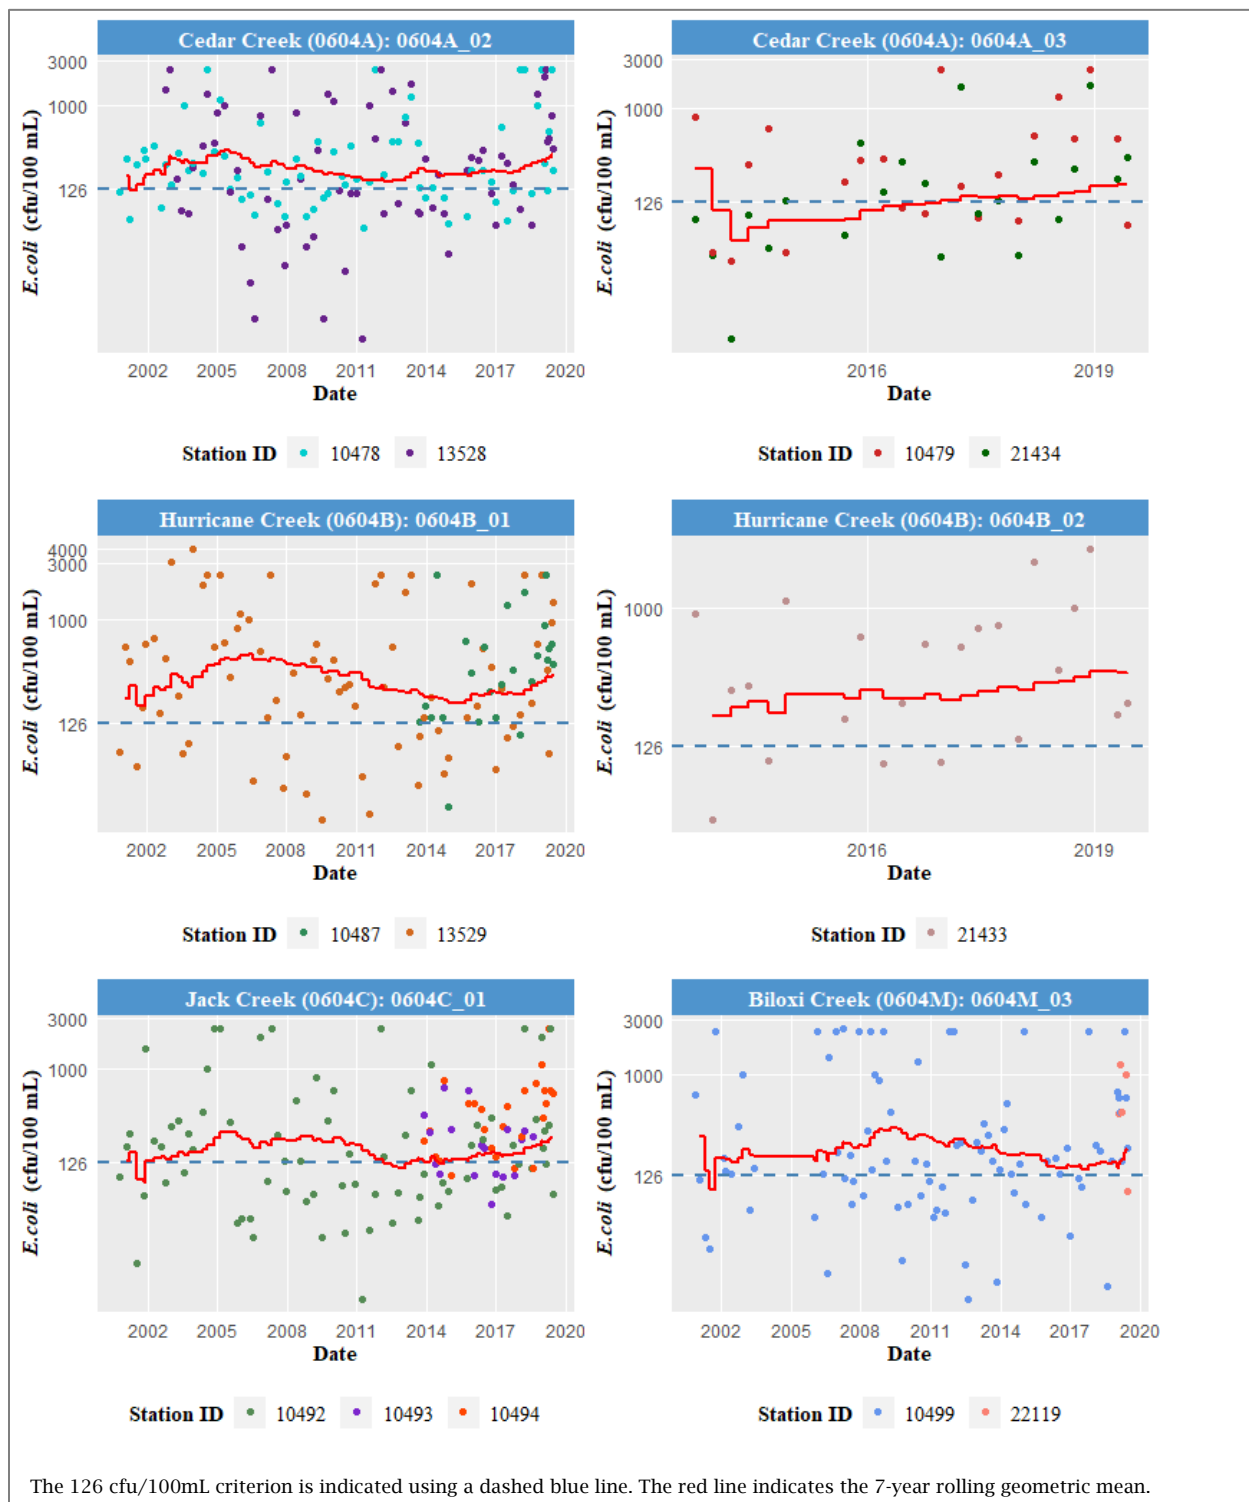 Cedar Creek (0604A): 0604A_02
3000
1000
126
E.coli (cfu/100 mL)
2002 2005 2008 2011 2014 2017 2020
Date
Station ID 10478 13528
Cedar Creek (0604A): 0604A_03
3000
1000
126
E.coli (cfu/100 mL)
2016 2019
Date
Station ID 10479 21434
Hurricane Creek (0604B): 0604B_01
4000
3000
1000
126
E.coli (cfu/100 mL)
2002 2005 2008 2011 2014 2017 2020
Date
Station ID 10487 13529
Hurricane Creek (0604B): 0604B_02
1000
126
E.coli (cfu/100 mL)
2016 2019
Date
Station ID 21433
Jack Creek (0604C): 0604C_01
3000
1000
126
E.coli (cfu/100 mL)
2002 2005 2008 2011 2014 2017 2020
Date
Station ID 10492 10493 10494
Biloxi Creek (0604M): 0604M_03
3000
1000
126
E.coli (cfu/100 mL)
2002 2005 2008 2011 2014 2017 2020
Date
Station ID 10499 22119
The 126 cfu/100mL criterion is indicated using a dashed blue line. The red line indicates the 7-year rolling geometric mean.